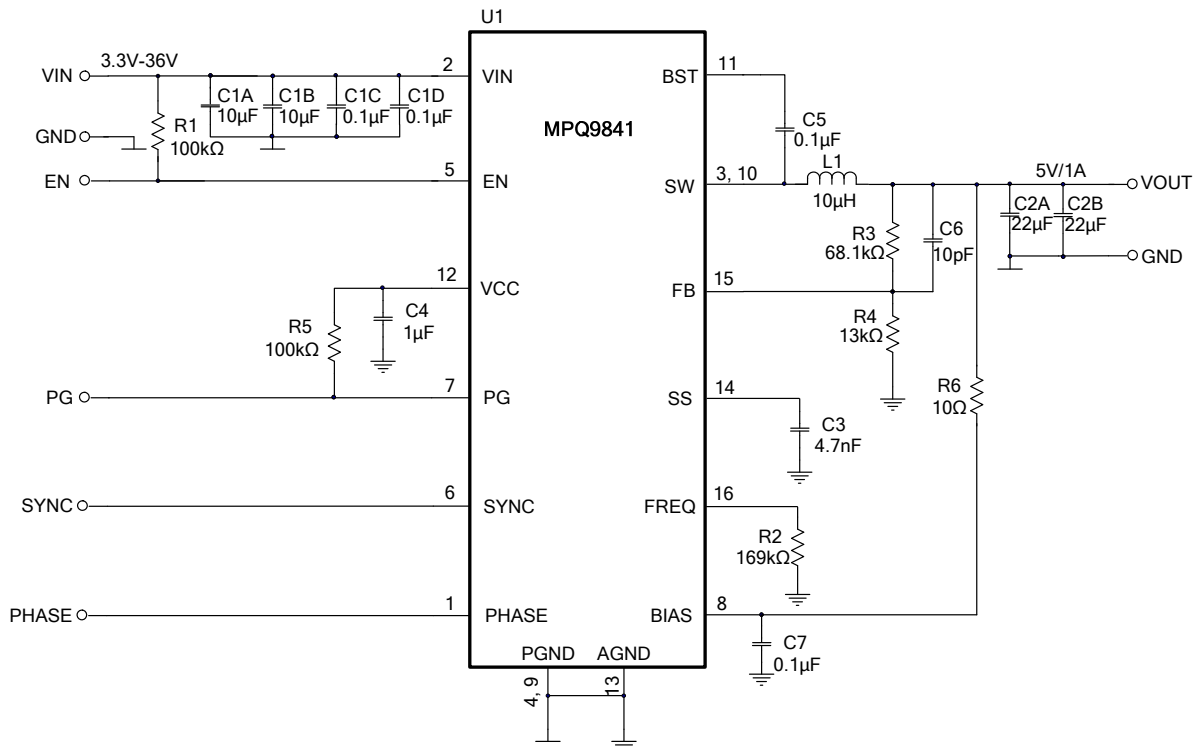 U1
3.3V-36V
VIN
2
VIN
BST
11
C1A
10µF
C1B
10µF
C1C
0.1µF
C1D
0.1µF
MPQ9841
C5
0.1µF
R1
100kΩ
GND
EN
5
EN
SW
3, 10
L1
10µH
5V/1A
VOUT
C2A
22µF
C2B
22µF
R3
68.1kΩ
C6
10pF
GND
12
VCC
FB
15
C4
1µF
R5
100kΩ
R4
13kΩ
PG
7
PG
SS
14
R6
10Ω
C3
4.7nF
SYNC
6
SYNC
FREQ
16
R2
169kΩ
PHASE
1
PHASE
BIAS
8
C7
0.1µF
PGND
AGND
4, 9
13